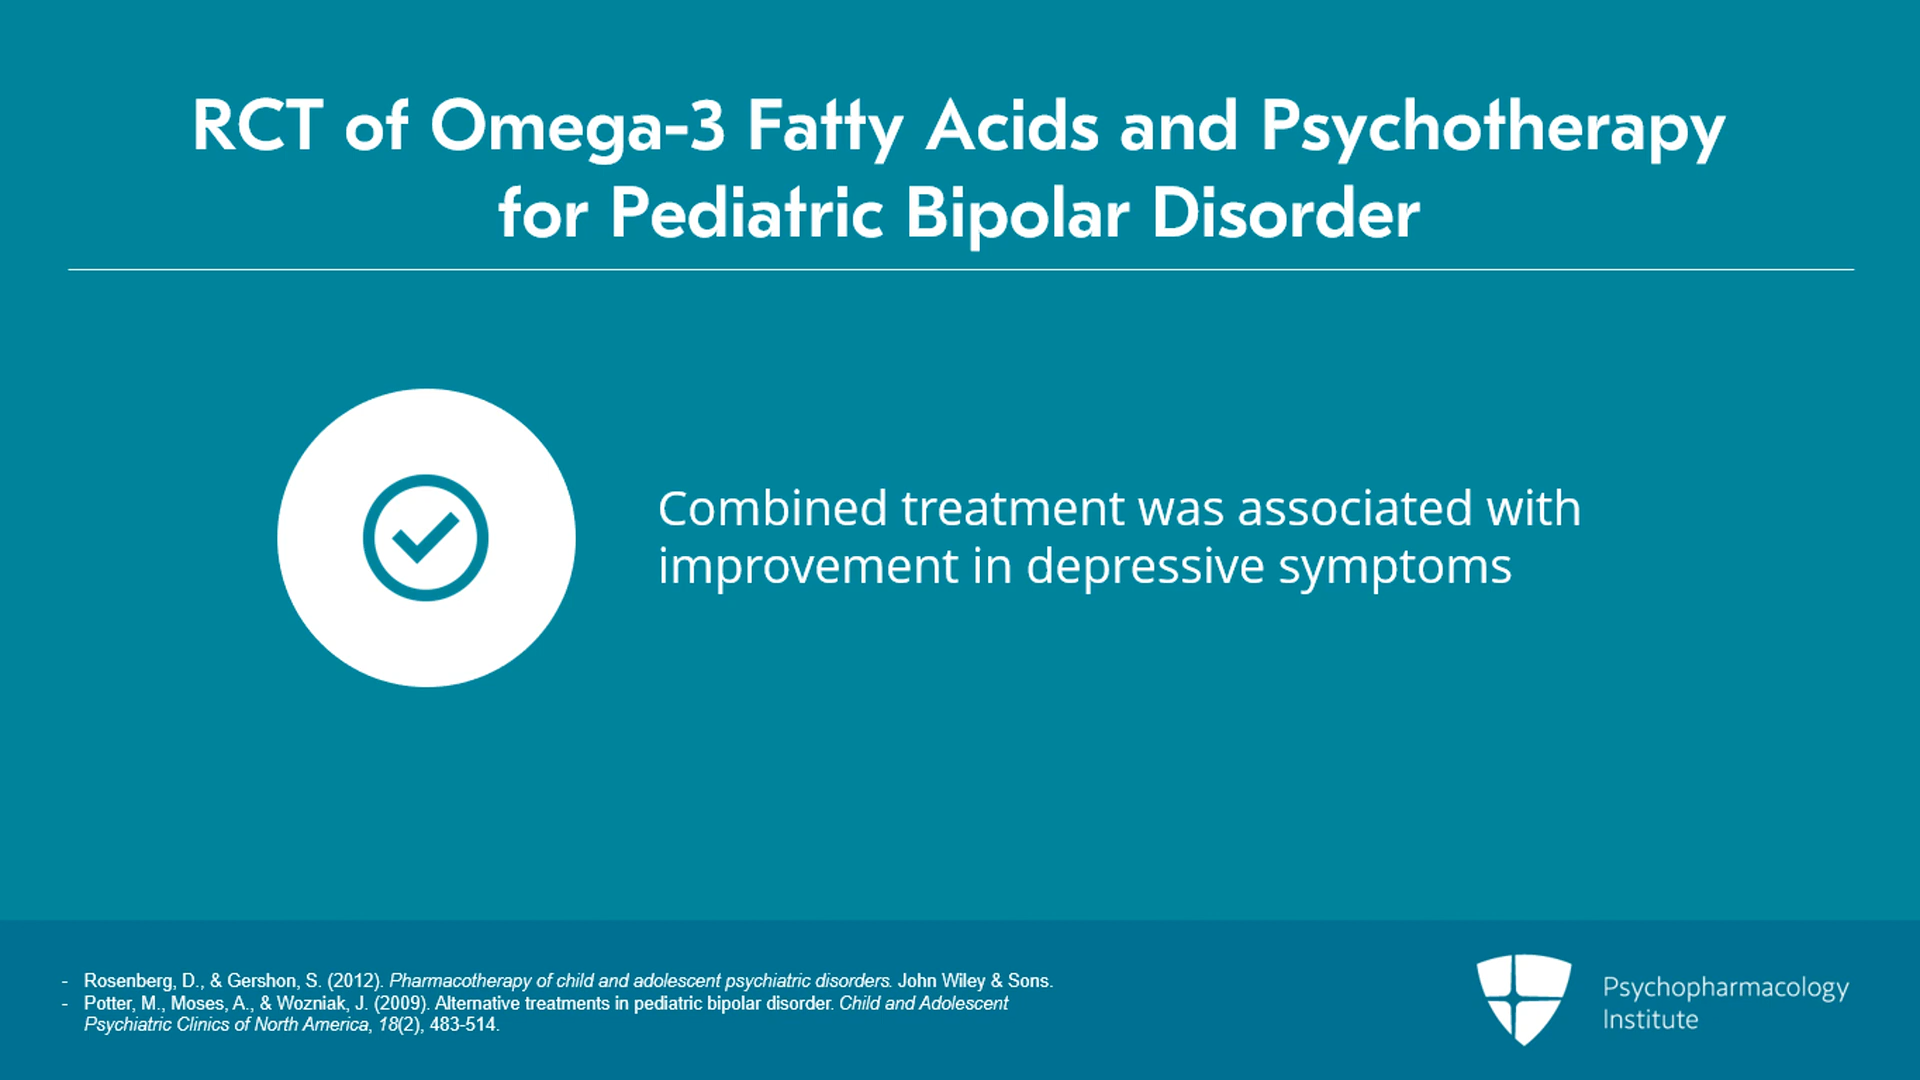 RCT of Omega-3 Fatty Acids and Psychotherapy
for Pediatric Bipolar Disorder
Combined treatment was associated with
improvement in depressive symptoms
- Rosenberg, D., & Gershon, S. (2012). Pharmacotherapy of child and adolescent psychiatric disorders. John Wiley & Sons.
- Potter, M., Moses, A., & Wozniak, J. (2009). Alternative treatments in pediatric bipolar disorder. Child and Adolescent
Psychiatric Clinics of North America, 18(2), 483-514.
Psychopharmacology
Institute